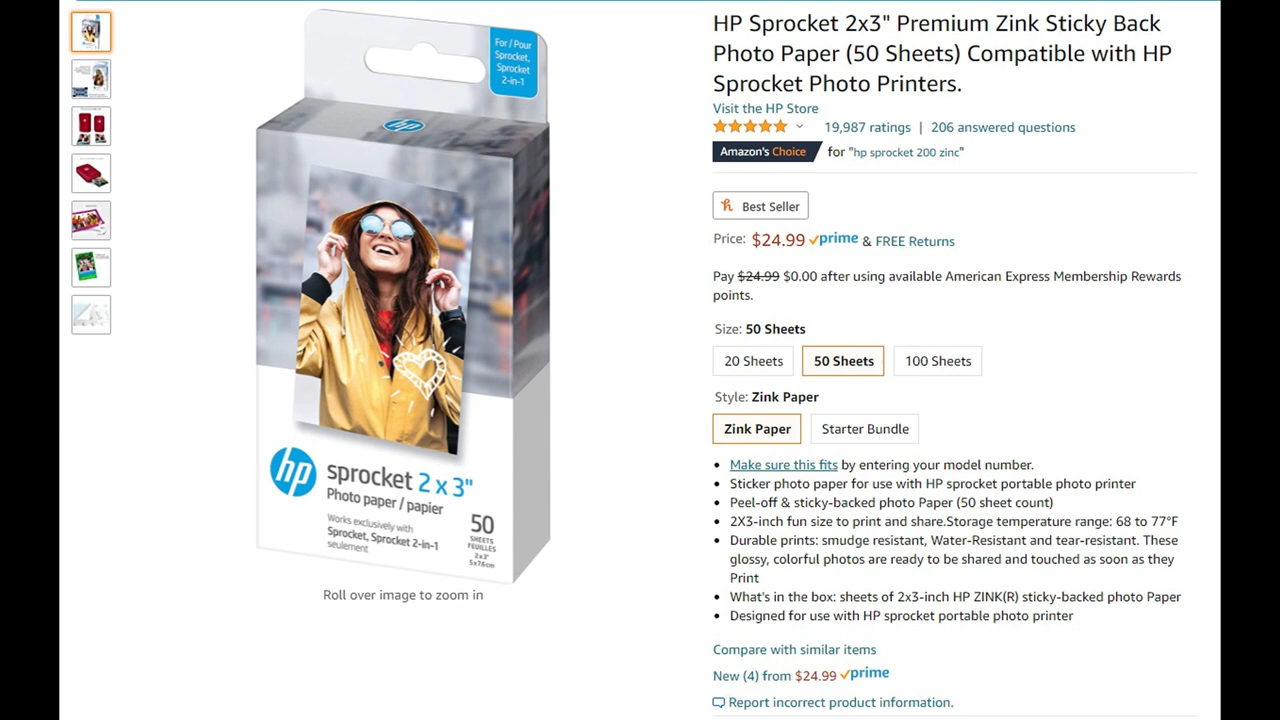 For / Pour
Sprocket,
Sprocket
2-in-1
hp
hp
sprocket 2 x 3"
Photo paper / papier
Works exclusively with
Sprocket, Sprocket 2-in-1
seulement
50
SHEETS
FEUILLES
2x3"
5x7.6cm
Roll over image to zoom in
HP Sprocket 2x3" Premium Zink Sticky Back
Photo Paper (50 Sheets) Compatible with HP
Sprocket Photo Printers.
Visit the HP Store
19,987 ratings | 206 answered questions
Amazon's Choice for "hp sprocket 200 zinc"
Best Seller
Price: $24.99 prime & FREE Returns
Pay $24.99 $0.00 after using available American Express Membership Rewards
points.
Size: 50 Sheets
20 Sheets 50 Sheets 100 Sheets
Style: Zink Paper
Zink Paper Starter Bundle
• Make sure this fits by entering your model number.
• Sticker photo paper for use with HP sprocket portable photo printer
• Peel-off & sticky-backed photo Paper (50 sheet count)
• 2X3-inch fun size to print and share.Storage temperature range: 68 to 77°F
• Durable prints: smudge resistant, Water-Resistant and tear-resistant. These
glossy, colorful photos are ready to be shared and touched as soon as they
Print
• What's in the box: sheets of 2x3-inch HP ZINK(R) sticky-backed photo Paper
• Designed for use with HP sprocket portable photo printer
Compare with similar items
New (4) from $24.99 prime
Report incorrect product information.